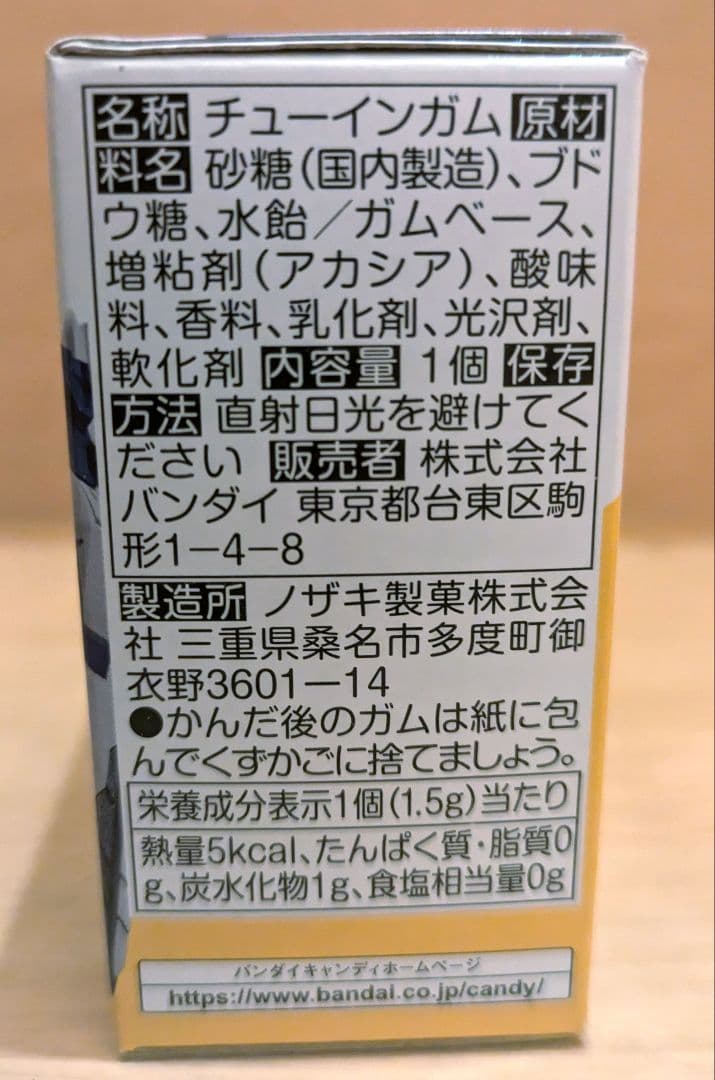 名称 チューインガム 原材
料名 砂糖(国内製造)、ブド
ウ糖、水飴／ガムベース、
増粘剤(アカシア)、酸味
料、香料、乳化剤、光沢剤、
軟化剤 内容量 1個 保存
方法 直射日光を避けてく
ださい 販売者 株式会社
バンダイ 東京都台東区駒
形1−4−8
製造所 ノザキ製菓株式会
社 三重県桑名市多度町御
衣野3601−14
●かんだ後のガムは紙に包
んでくずかごに捨てましょう。
栄養成分表示1個(1.5g)当たり
熱量5kcal、たんぱく質・脂質0
g、炭水化物1g、食塩相当量0g
バンダイキャンディホームページ
https://www.bandai.co.jp/candy/